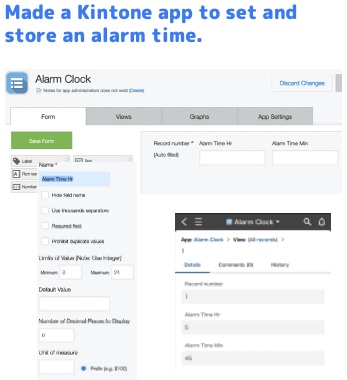 Made a Kintone app to set and
store an alarm time.
Alarm Clock
Notes for app administrators does not exist (Create)
Discard Changes
Form
Views
Graphs
App Settings
Save Form
Record number *
Alarm Time Hr
Alarm Time Min
(Auto filled)
Label
Text
Rich
Number
Name *
Alarm Time Hr
Hide field name
Use thousands separators
Required field
Prohibit duplicate values
Limits of Value (Note: Use Integer)
Minimum 0 Maximum 24
Default Value
Number of Decimal Places to Display
0
Unit of measure
Prefix (e.g. $100)
Alarm Clock
App: Alarm Clock > View: (All records) >
1
Details
Comments (0)
History
Record number
1
Alarm Time Hr
6
Alarm Time Min
45